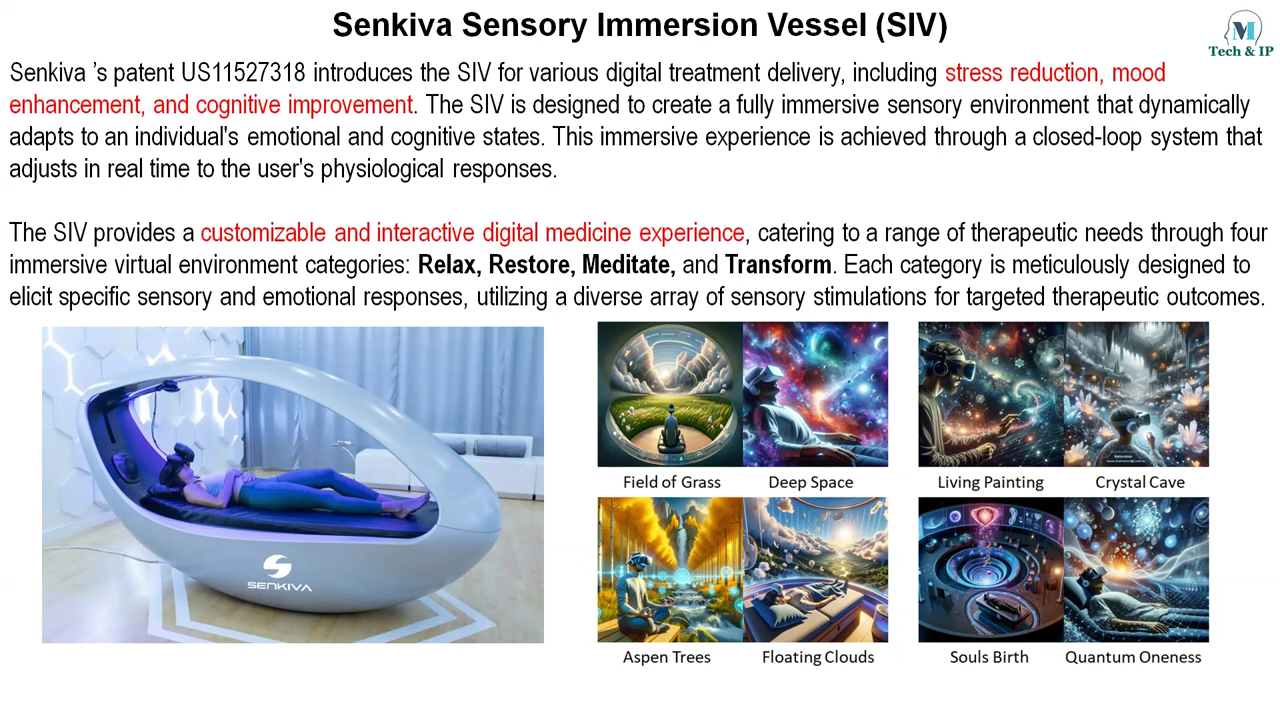 Senkiva Sensory Immersion Vessel (SIV)
M
Tech & IP
Senkiva 's patent US11527318 introduces the SIV for various digital treatment delivery, including stress reduction, mood
enhancement, and cognitive improvement. The SIV is designed to create a fully immersive sensory environment that dynamically
adapts to an individual's emotional and cognitive states. This immersive experience is achieved through a closed-loop system that
adjusts in real time to the user's physiological responses.
The SIV provides a customizable and interactive digital medicine experience, catering to a range of therapeutic needs through four
immersive virtual environment categories: Relax, Restore, Meditate, and Transform. Each category is meticulously designed to
elicit specific sensory and emotional responses, utilizing a diverse array of sensory stimulations for targeted therapeutic outcomes.
SENKIVA
Field of Grass
Deep Space
Living Painting
Crystal Cave
Aspen Trees
Floating Clouds
Souls Birth
Quantum Oneness